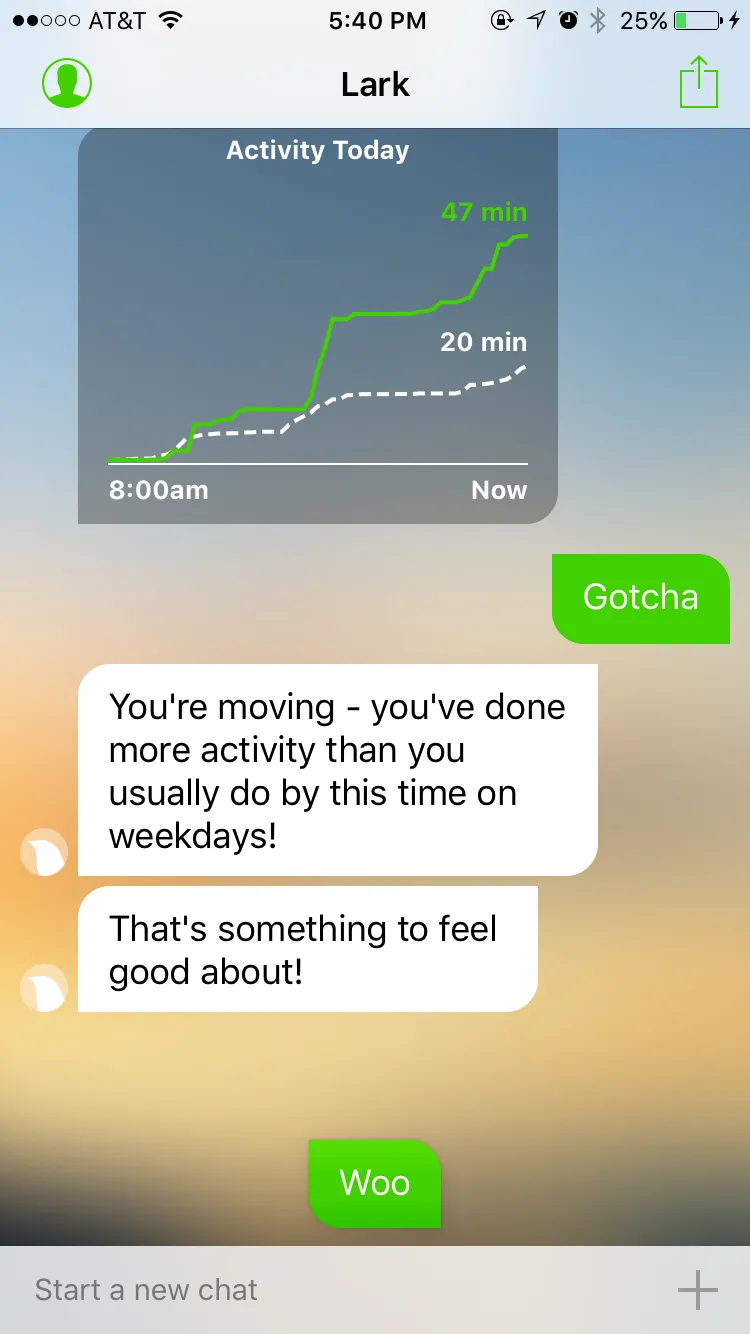 AT&T 5:40 PM 25%
Lark
Activity Today
47 min
20 min
8:00am Now
Gotcha
You're moving - you've done
more activity than you
usually do by this time on
weekdays!
That's something to feel
good about!
Woo
Start a new chat